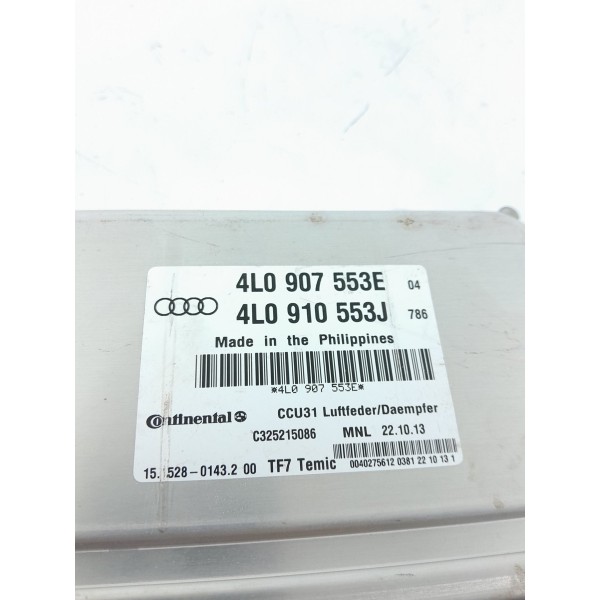 4L0 907 553E 04
4L0 910 553J 786
Made in the Philippines
*4L0 907 553E*
Continental CCU31 Luftfeder/Daempfer
C325215086 MNL 22.10.13
15.1528-0143.2 00 TF7 Temic 0040275612 0381 22 10 13 1